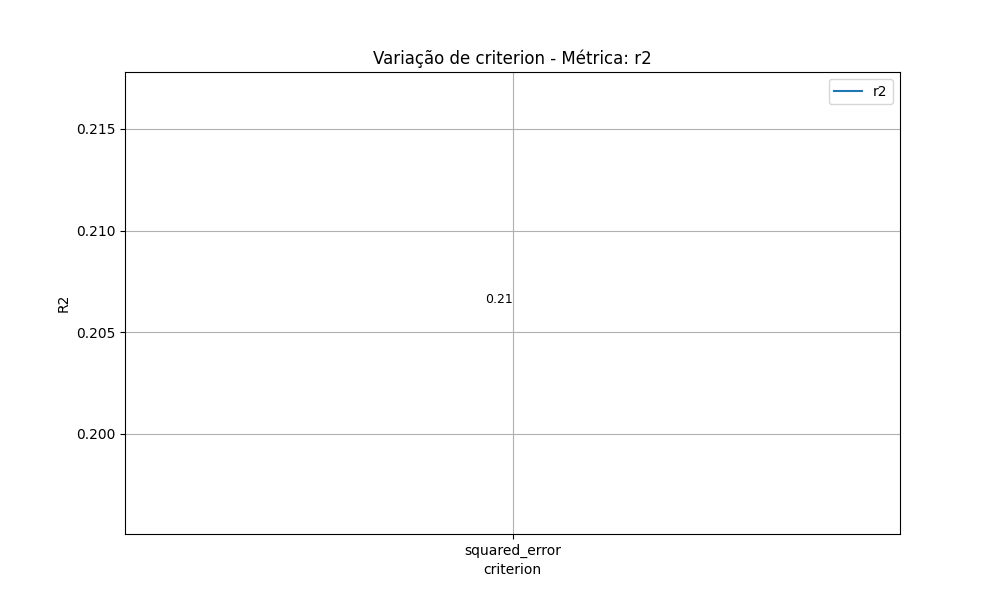 Variação de criterion - Métrica: r2
r2
0.215
0.210
0.21
0.205
0.200
R2
squared_error
criterion